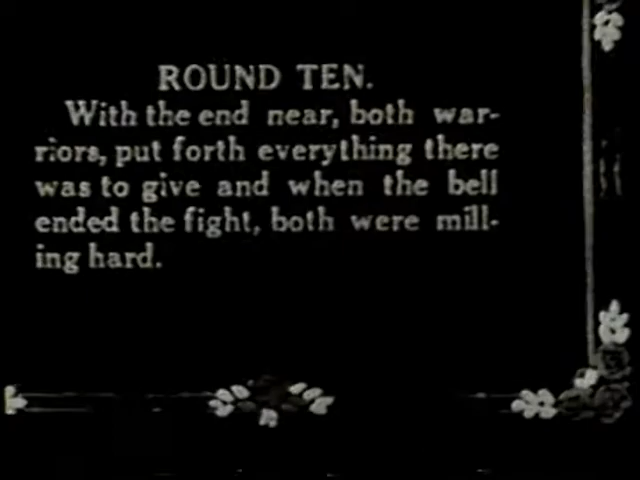 ROUND TEN.
With the end near, both war-
riors, put forth everything there
was to give and when the bell
ended the fight, both were mill-
ing hard.